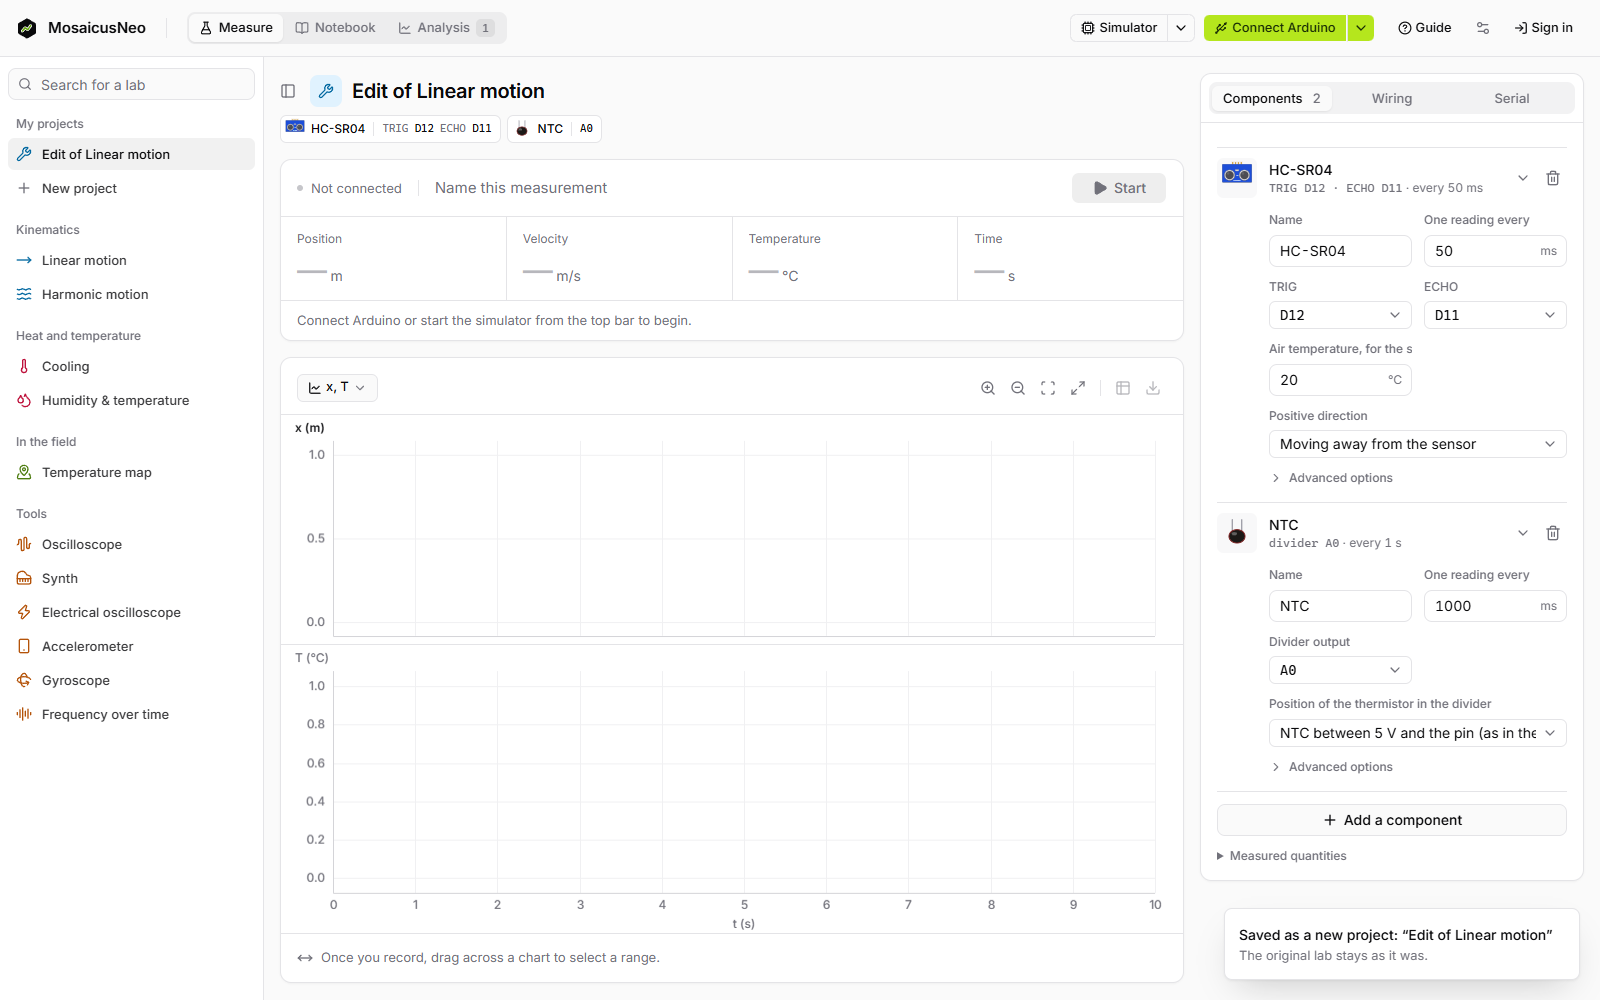 MosaicusNeo
Measure
Notebook
Analysis 1
Simulator
Connect Arduino
Guide
Sign in
Search for a lab
My projects
Edit of Linear motion
New project
Kinematics
Linear motion
Harmonic motion
Heat and temperature
Cooling
Humidity & temperature
In the field
Temperature map
Tools
Oscilloscope
Synth
Electrical oscilloscope
Accelerometer
Gyroscope
Frequency over time
Edit of Linear motion
HC-SR04 TRIG D12 ECHO D11
NTC A0
Not connected
Name this measurement
Start
Position
— m
Velocity
— m/s
Temperature
— °C
Time
— s
Connect Arduino or start the simulator from the top bar to begin.
x, T
x (m)
1.0
0.5
0.0
T (°C)
1.0
0.8
0.6
0.4
0.2
0.0
0 1 2 3 4 5 6 7 8 9 10
t (s)
Once you record, drag across a chart to select a range.
Components 2
Wiring
Serial
HC-SR04
TRIG D12 · ECHO D11 · every 50 ms
Name
One reading every
HC-SR04
50 ms
TRIG
ECHO
D12
D11
Air temperature, for the s
20 °C
Positive direction
Moving away from the sensor
Advanced options
NTC
divider A0 · every 1 s
Name
One reading every
NTC
1000 ms
Divider output
A0
Position of the thermistor in the divider
NTC between 5 V and the pin (as in the
Advanced options
Add a component
Measured quantities
Saved as a new project: “Edit of Linear motion”
The original lab stays as it was.